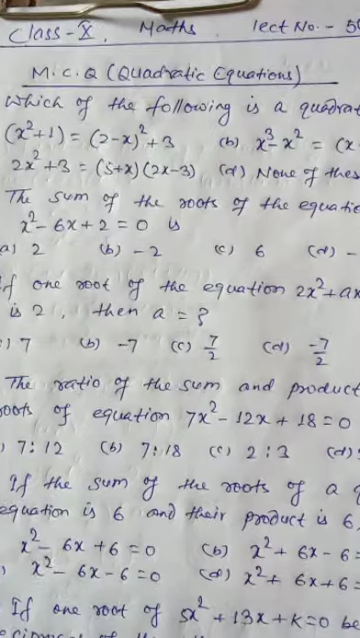 Class-X. Maths. lect No.- 5
M.C.Q (Quadratic Equations)
Which of the following is a
(x²+1) = (2-x)²+3 (b) x³-x² = (x
2x²+3 = (5+x)(2x-3) (d) None of
The sum of the roots of the
x²-6x+2 = 0 is
a) 2 (b) -2 (c) 6 (d) -
If one root of the equation 2x²+ax
is 2, then a = ?
) 7 (b) -7 (c) 7/2 (d) -7/2
The ratio of the sum and product
roots of equation 7x²-12x+18=0
) 7:12 (b) 7:18 (c) 2:3 (d)
If the sum of the roots of a
equation is 6 and their product is 6,
x²-6x+6=0 (b) x²+6x-6=
) x²-6x-6=0 (d) x²+6x+6=
If one root of 5x²+13x+k=0 be